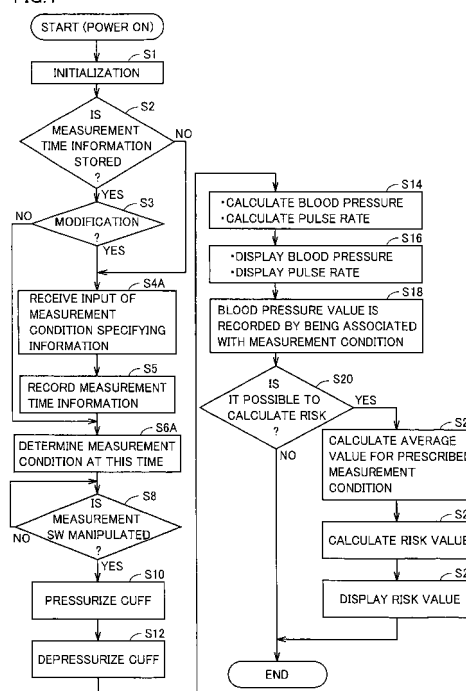 START (POWER ON)
S1
INITIALIZATION
S2
IS
MEASUREMENT
TIME INFORMATION
STORED
?
NO
YES
S3
NO
MODIFICATION
?
YES
S4A
RECEIVE INPUT OF
MEASUREMENT
CONDITION SPECIFYING
INFORMATION
S5
RECORD MEASUREMENT
TIME INFORMATION
S6A
DETERMINE MEASUREMENT
CONDITION AT THIS TIME
S8
IS
MEASUREMENT
SW MANIPULATED
?
NO
YES
S10
PRESSURIZE CUFF
S12
DEPRESSURIZE CUFF
S14
・CALCULATE BLOOD PRESSURE
・CALCULATE PULSE RATE
S16
・DISPLAY BLOOD PRESSURE
・DISPLAY PULSE RATE
S18
BLOOD PRESSURE VALUE IS
RECORDED BY BEING ASSOCIATED
WITH MEASUREMENT CONDITION
S20
IS
IT POSSIBLE TO
CALCULATE RISK
?
YES
NO
CALCULATE AVERAGE
VALUE FOR PRESCRIBED
MEASUREMENT
CONDITION
CALCULATE RISK VALUE
DISPLAY RISK VALUE
END